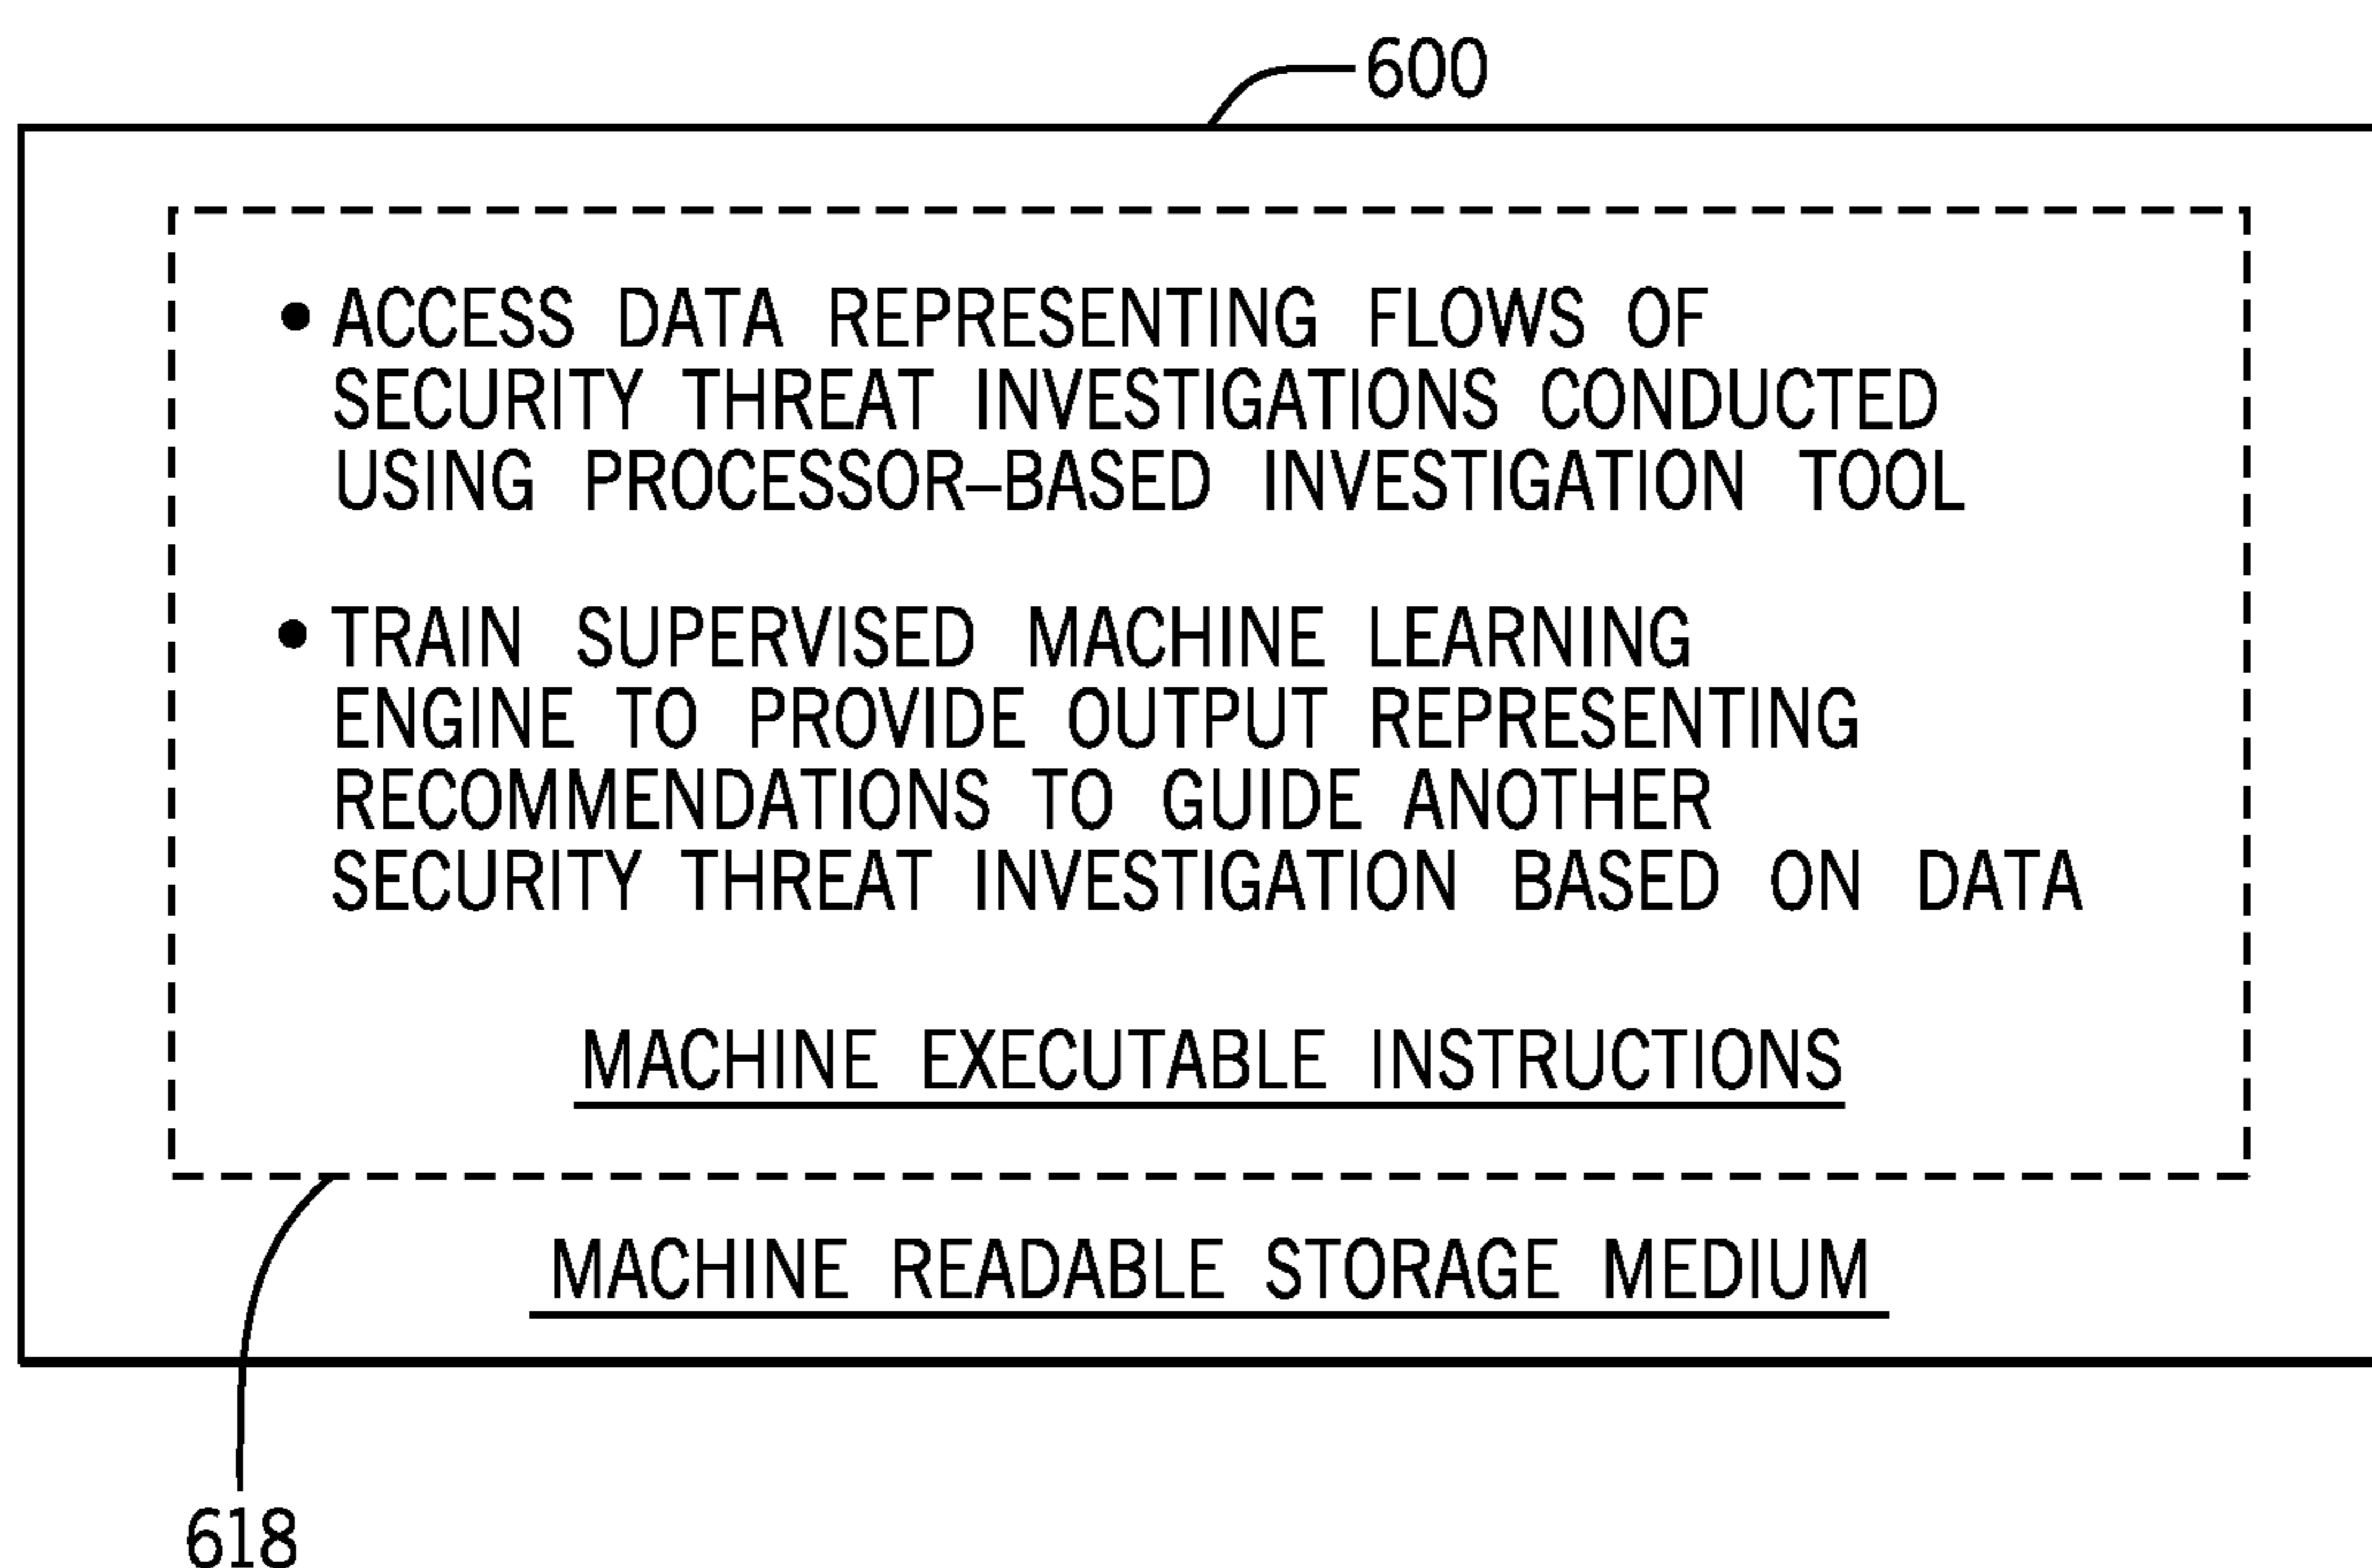 600
• ACCESS DATA REPRESENTING FLOWS OF
SECURITY THREAT INVESTIGATIONS CONDUCTED
USING PROCESSOR–BASED INVESTIGATION TOOL
• TRAIN SUPERVISED MACHINE LEARNING
ENGINE TO PROVIDE OUTPUT REPRESENTING
RECOMMENDATIONS TO GUIDE ANOTHER
SECURITY THREAT INVESTIGATION BASED ON DATA
MACHINE EXECUTABLE INSTRUCTIONS
MACHINE READABLE STORAGE MEDIUM
618